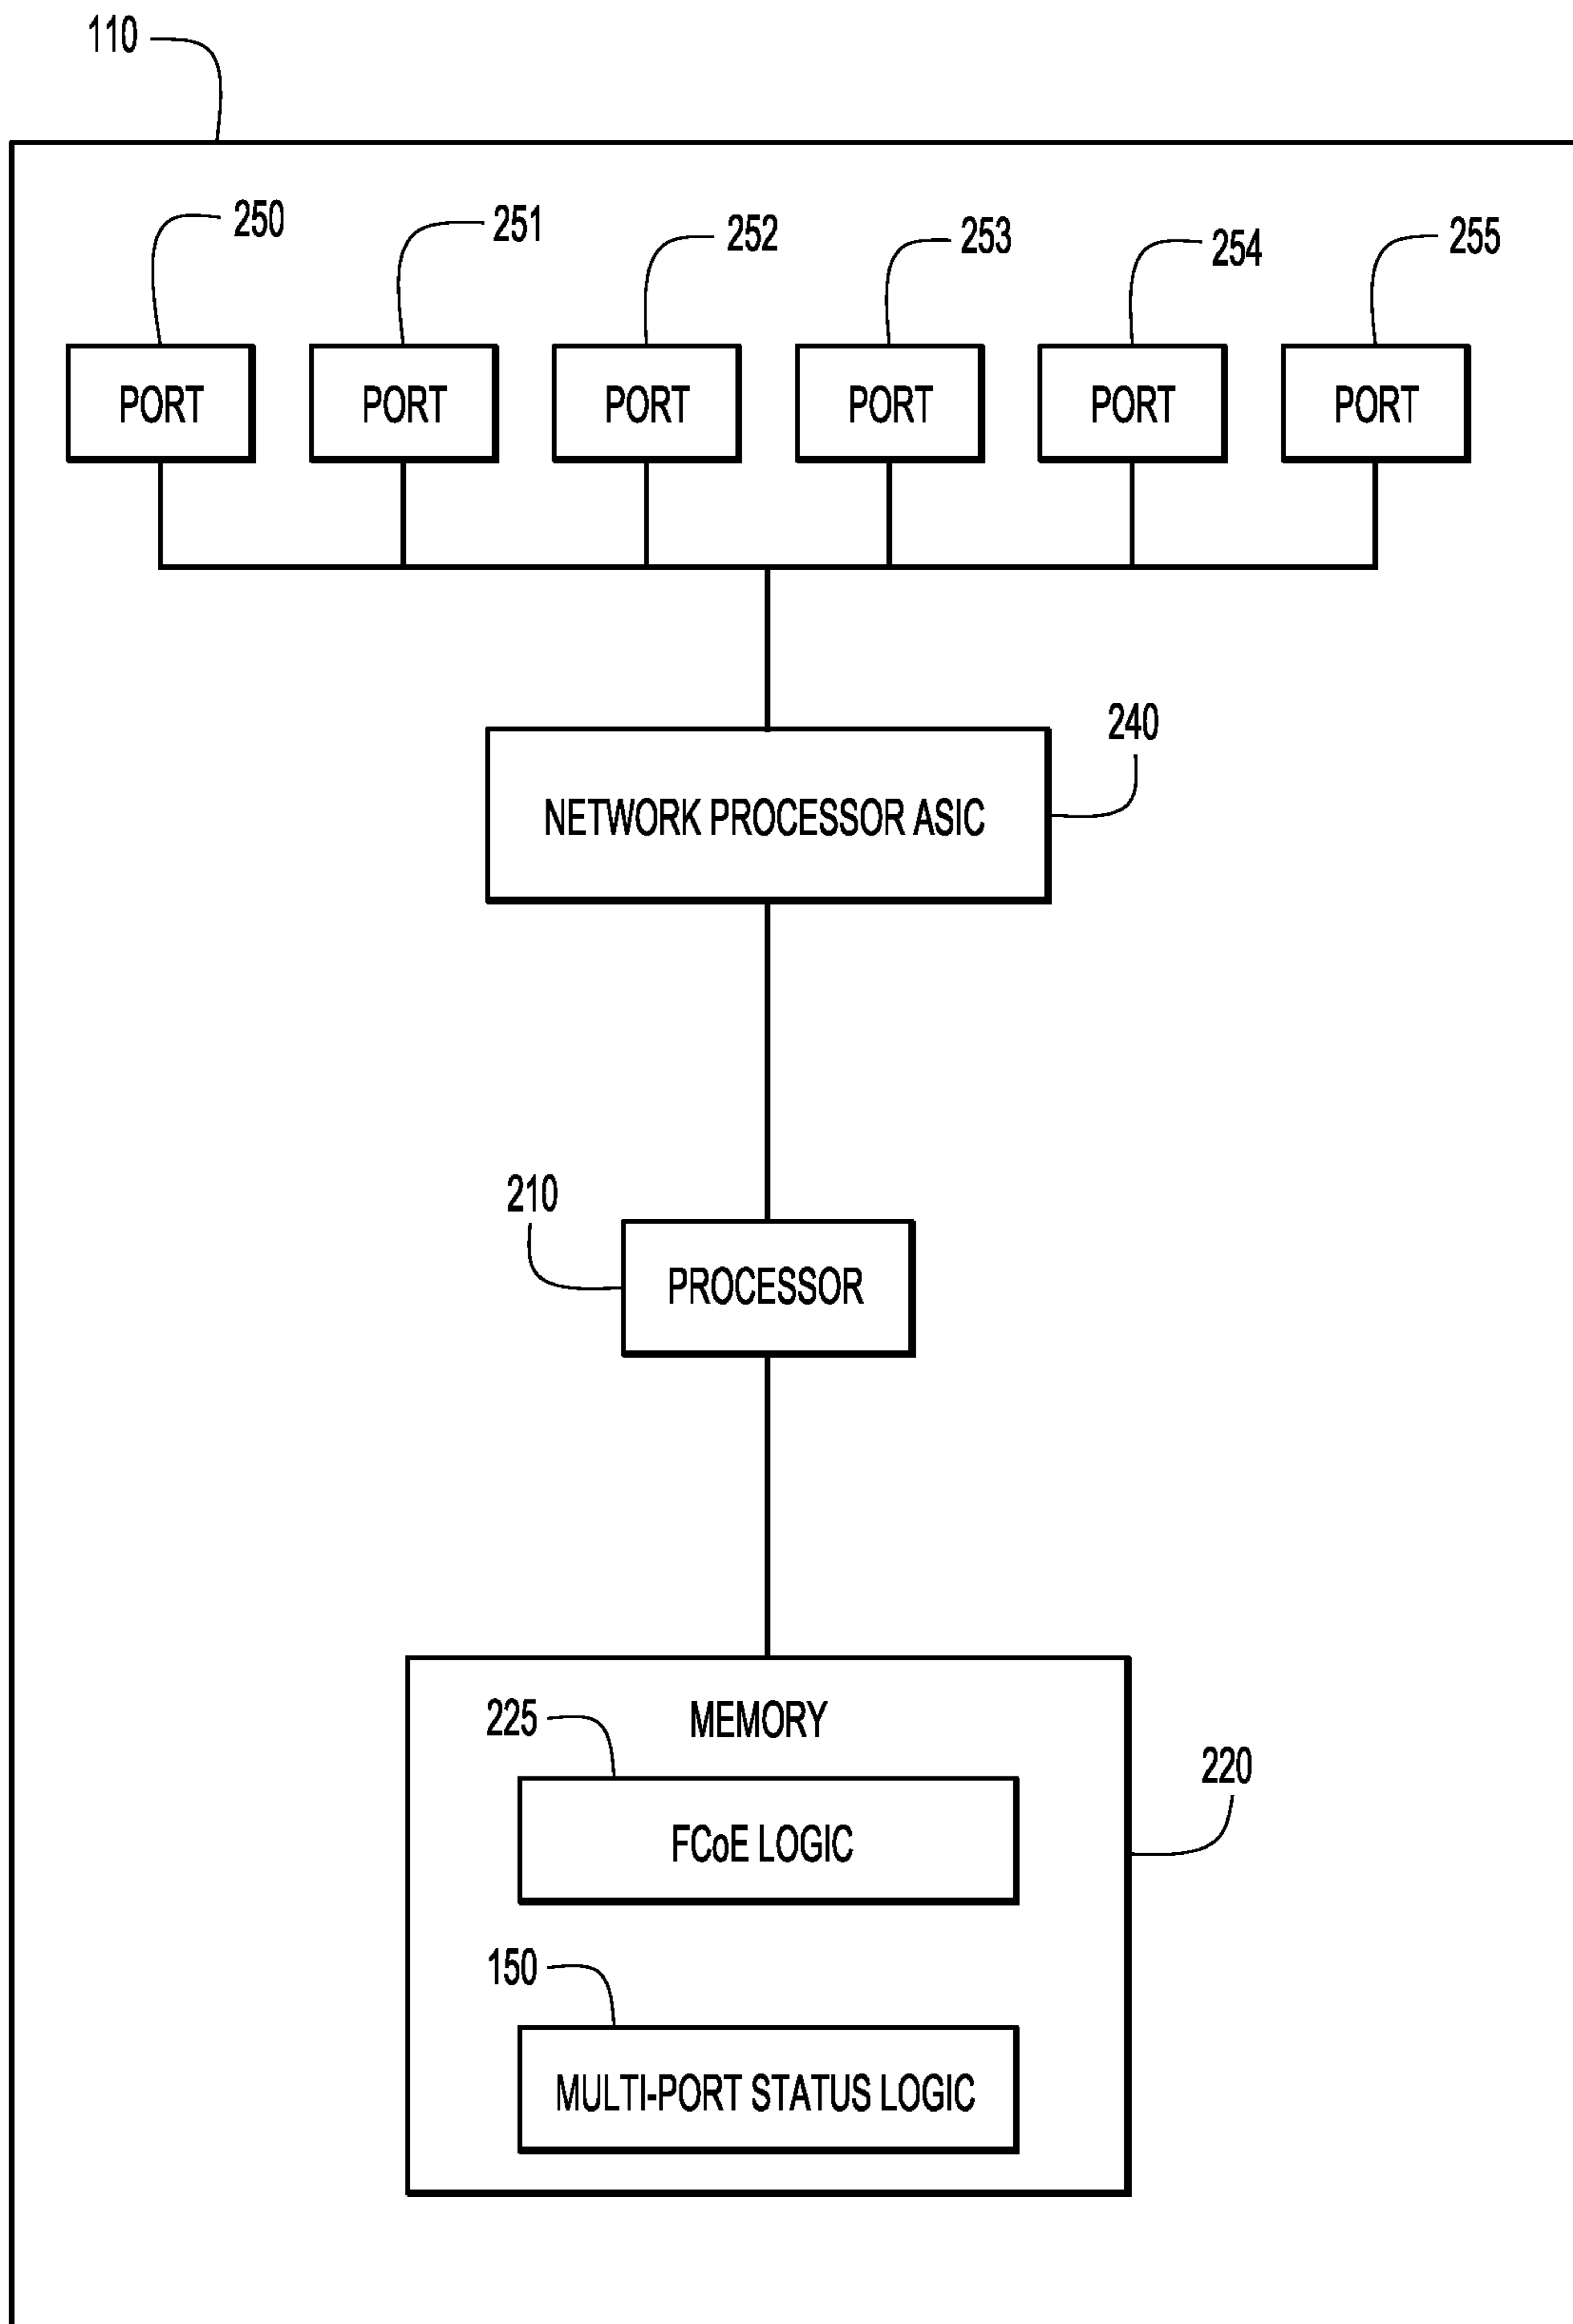 110
250 251 252 253 254 255
PORT PORT PORT PORT PORT PORT
240
NETWORK PROCESSOR ASIC
210
PROCESSOR
MEMORY
225
220
FCoE LOGIC
150
MULTI-PORT STATUS LOGIC